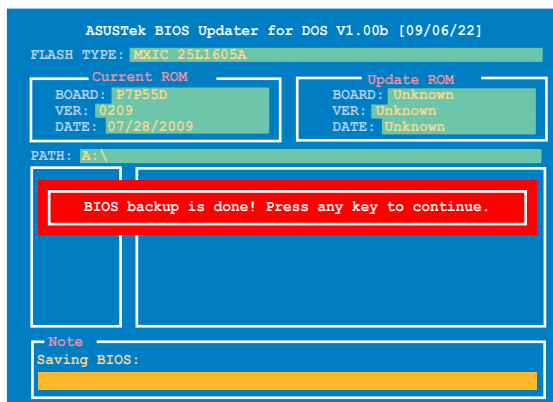 ASUSTek BIOS Updater for DOS V1.00b [09/06/22]
FLASH TYPE: MXIC 25L1605A
Current ROM
BOARD: P7P55D
VER: 0209
DATE: 07/28/2009
Update ROM
BOARD: Unknown
VER: Unknown
DATE: Unknown
PATH: A:\
BIOS backup is done! Press any key to continue.
Note
Saving BIOS: